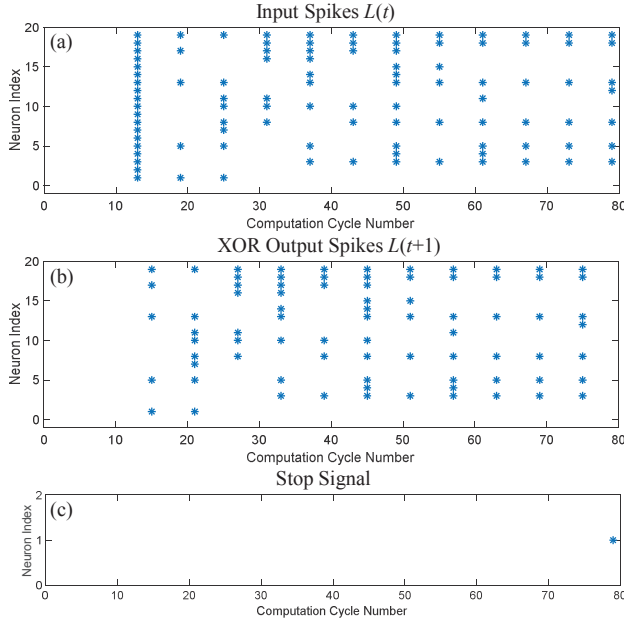 Input Spikes L(t)
(a)
Neuron Index
20
15
10
5
0
0 10 20 30 40 50 60 70 80
Computation Cycle Number
XOR Output Spikes L(t+1)
(b)
Neuron Index
20
15
10
5
0
0 10 20 30 40 50 60 70 80
Computation Cycle Number
Stop Signal
(c)
Neuron Index
2
1
0
0 10 20 30 40 50 60 70 80
Computation Cycle Number